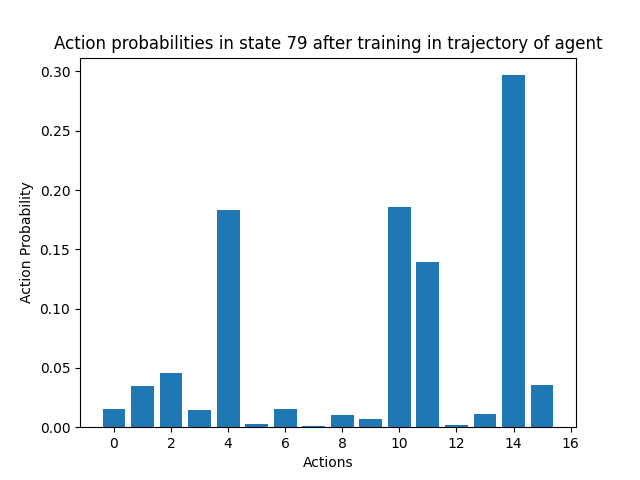 Action probabilities in state 79 after training in trajectory of agent
0.30
0.25
0.20
0.15
0.10
0.05
0.00
Action Probability
0 2 4 6 8 10 12 14 16
Actions